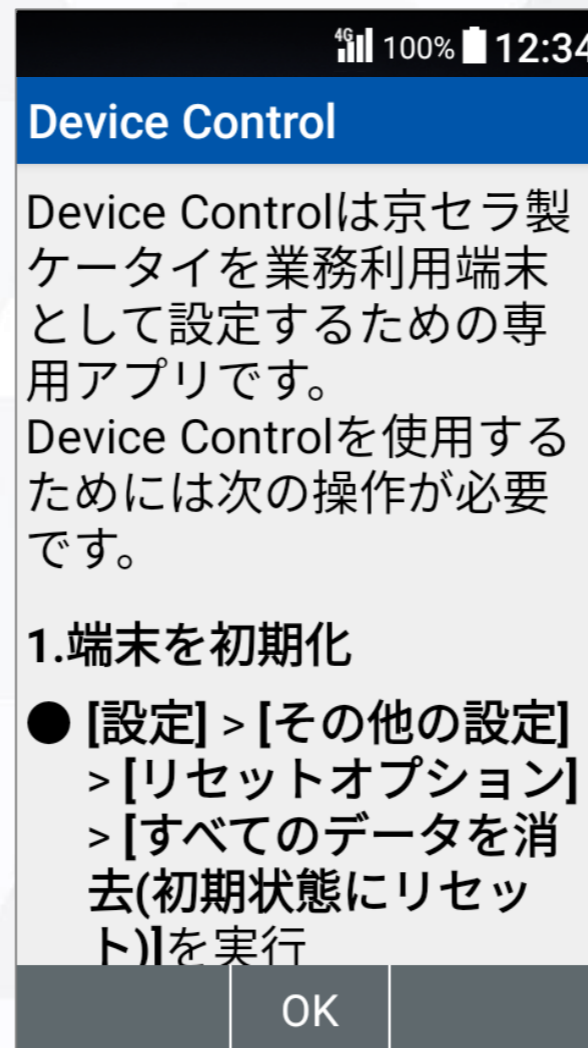 4G 100% 12:34
Device Control
Device Controlは京セラ製
ケータイを業務利用端末
として設定するための専
用アプリです。
Device Controlを使用する
ためには次の操作が必要
です。
1.端末を初期化
● [設定] > [その他の設定]
> [リセットオプション]
> [すべてのデータを消
去(初期状態にリセッ
ト)]を実行
OK